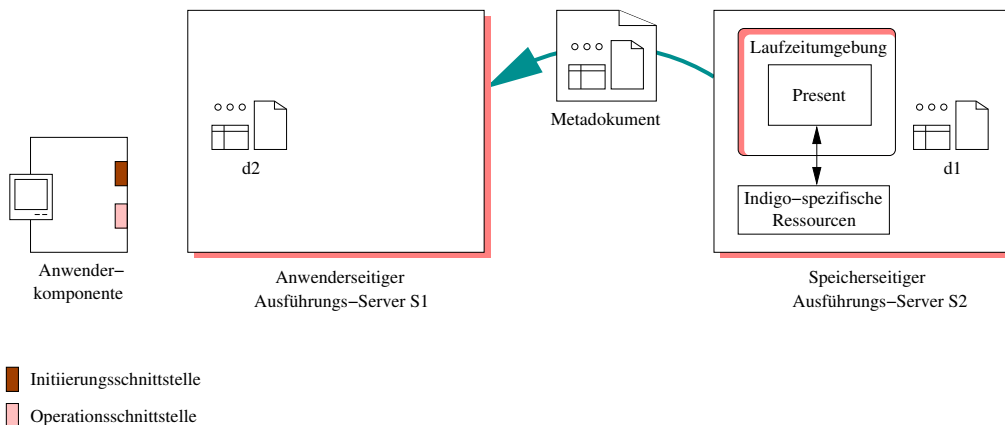 Laufzeitumgebung
Present
Metadokument
d2
d1
Indigo−spezifische
Ressourcen
Anwender−
komponente
Anwenderseitiger
Ausführungs−Server S1
Speicherseitiger
Ausführungs−Server S2
Initiierungsschnittstelle
Operationsschnittstelle